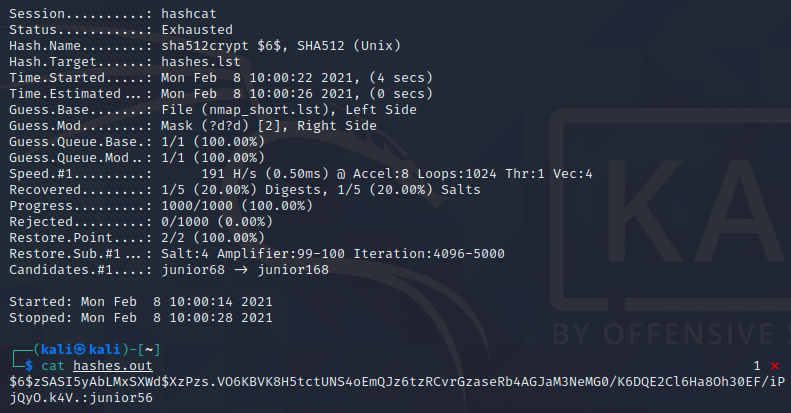 Session..........: hashcat
Status...........: Exhausted
Hash.Name........: sha512crypt $6$, SHA512 (Unix)
Hash.Target......: hashes.lst
Time.Started.....: Mon Feb  8 10:00:22 2021, (4 secs)
Time.Estimated...: Mon Feb  8 10:00:26 2021, (0 secs)
Guess.Base.......: File (nmap_short.lst), Left Side
Guess.Mod........: Mask (?d?d) [2], Right Side
Guess.Queue.Base.: 1/1 (100.00%)
Guess.Queue.Mod..: 1/1 (100.00%)
Speed.#1.........:      191 H/s (0.50ms) @ Accel:8 Loops:1024 Thr:1 Vec:4
Recovered........: 1/5 (20.00%) Digests, 1/5 (20.00%) Salts
Progress.........: 1000/1000 (100.00%)
Rejected.........: 0/1000 (0.00%)
Restore.Point....: 2/2 (100.00%)
Restore.Sub.#1...: Salt:4 Amplifier:99-100 Iteration:4096-5000
Candidates.#1....: junior68 -> junior168
Started: Mon Feb  8 10:00:14 2021
Stopped: Mon Feb  8 10:00:28 2021
┌──(kali㉿kali)-[~]
└─$ cat hashes.out 1 ⨯
$6$zSASI5yAbLMxSXWd$XzPzs.VO6KBVK8H5tctUNS4oEmQJz6tzRCvrGzaseRb4AGJaM3NeMG0/K6DQE2Cl6Ha8Oh30EF/iP
jQyO.k4V.:junior56
KA
BY OFFENSIVE S